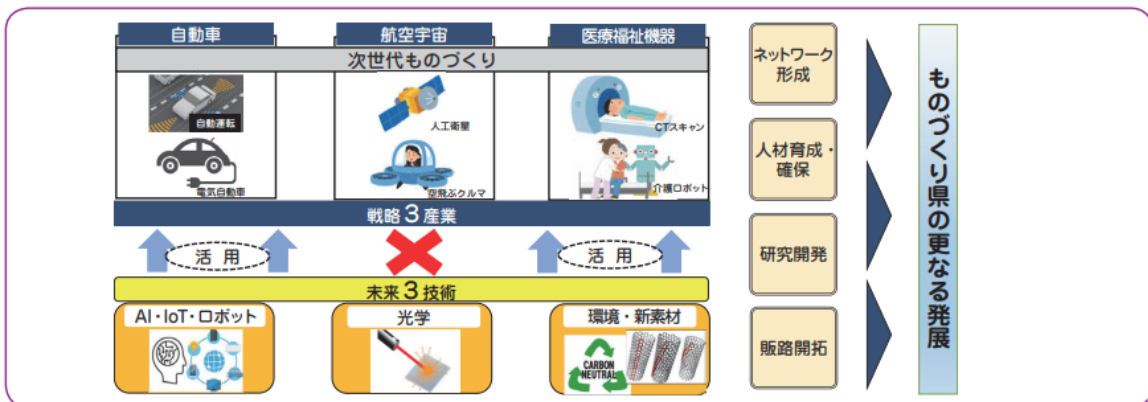 自動車
航空宇宙
医療福祉機器
次世代ものづくり
自動運転
人工衛星
CTスキャン
電気自動車
空飛ぶクルマ
介護ロボット
戦略3産業
活用
活用
未来3技術
AI・IoT・ロボット
光学
環境・新素材
CARBON
NEUTRAL
ネットワーク
形成
人材育成・
確保
研究開発
販路開拓
ものづくり県の更なる発展